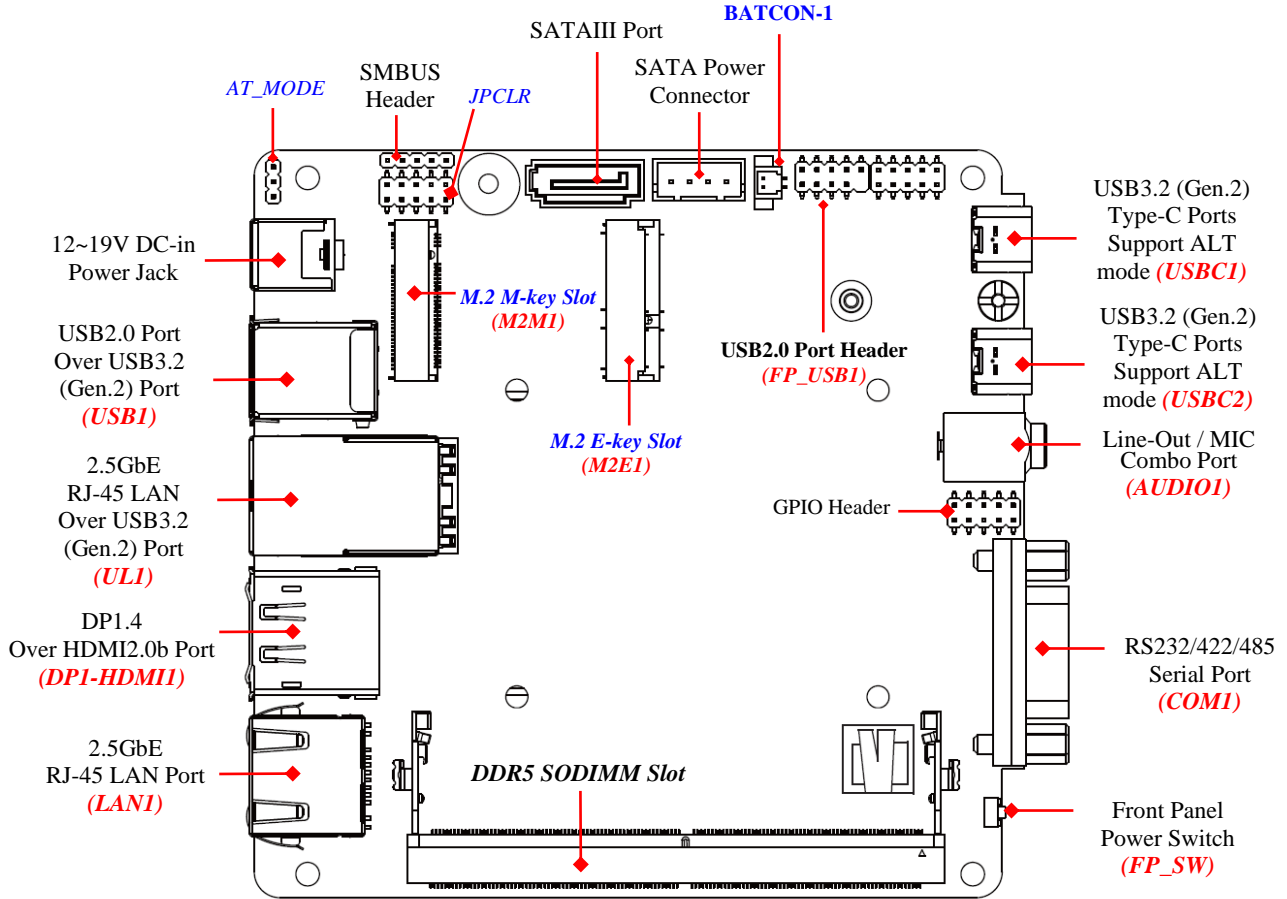 BATCON-1
SATAIII Port
SATA Power
Connector
SMBUS
Header
AT_MODE
JPCLR
12~19V DC-in
Power Jack
USB2.0 Port
Over USB3.2
(Gen.2) Port
(USB1)
2.5GbE
RJ-45 LAN
Over USB3.2
(Gen.2) Port
(UL1)
DP1.4
Over HDMI2.0b Port
(DP1-HDMI1)
2.5GbE
RJ-45 LAN Port
(LAN1)
M.2 M-key Slot
(M2M1)
M.2 E-key Slot
(M2E1)
USB2.0 Port Header
(FP_USB1)
GPIO Header
DDR5 SODIMM Slot
USB3.2 (Gen.2)
Type-C Ports
Support ALT
mode (USBC1)
USB3.2 (Gen.2)
Type-C Ports
Support ALT
mode (USBC2)
Line-Out / MIC
Combo Port
(AUDIO1)
RS232/422/485
Serial Port
(COM1)
Front Panel
Power Switch
(FP_SW)